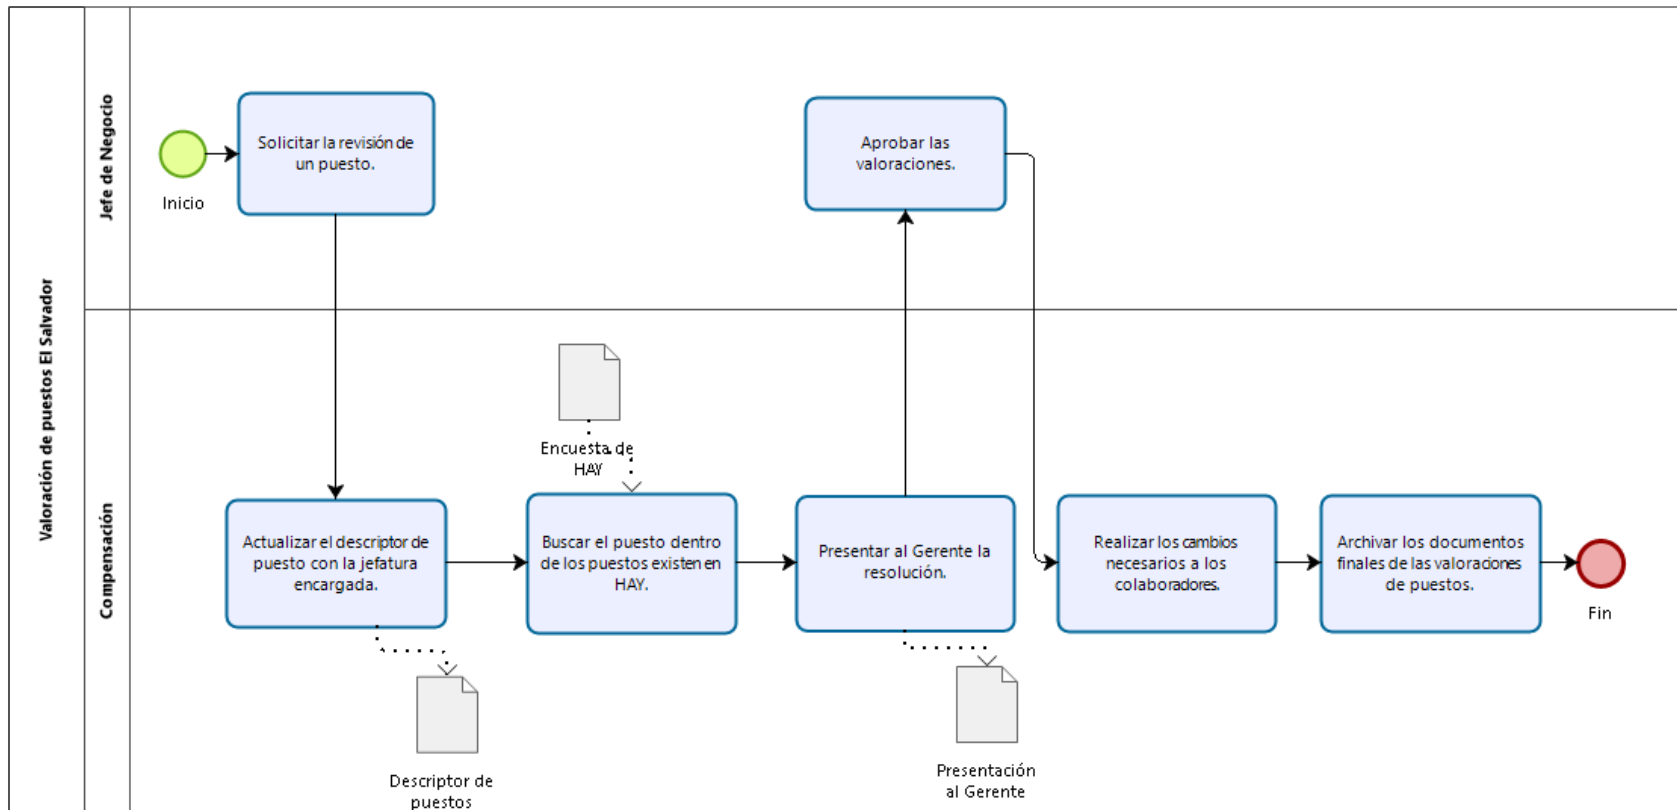 Valoración de puestos El Salvador
Jefe de Negocio
Inicio
Solicitar la revisión de
un puesto.
Aprobar las
valoraciones.
Compensación
Actualizar el descriptor de
puesto con la jefatura
encargada.
Descriptor de
puestos
Encuesta de
HAY
Buscar el puesto dentro
de los puestos existen en
HAY.
Presentar al Gerente la
resolución.
Presentación
al Gerente
Realizar los cambios
necesarios a los
colaboradores.
Archivar los documentos
finales de las valoraciones
de puestos.
Fin